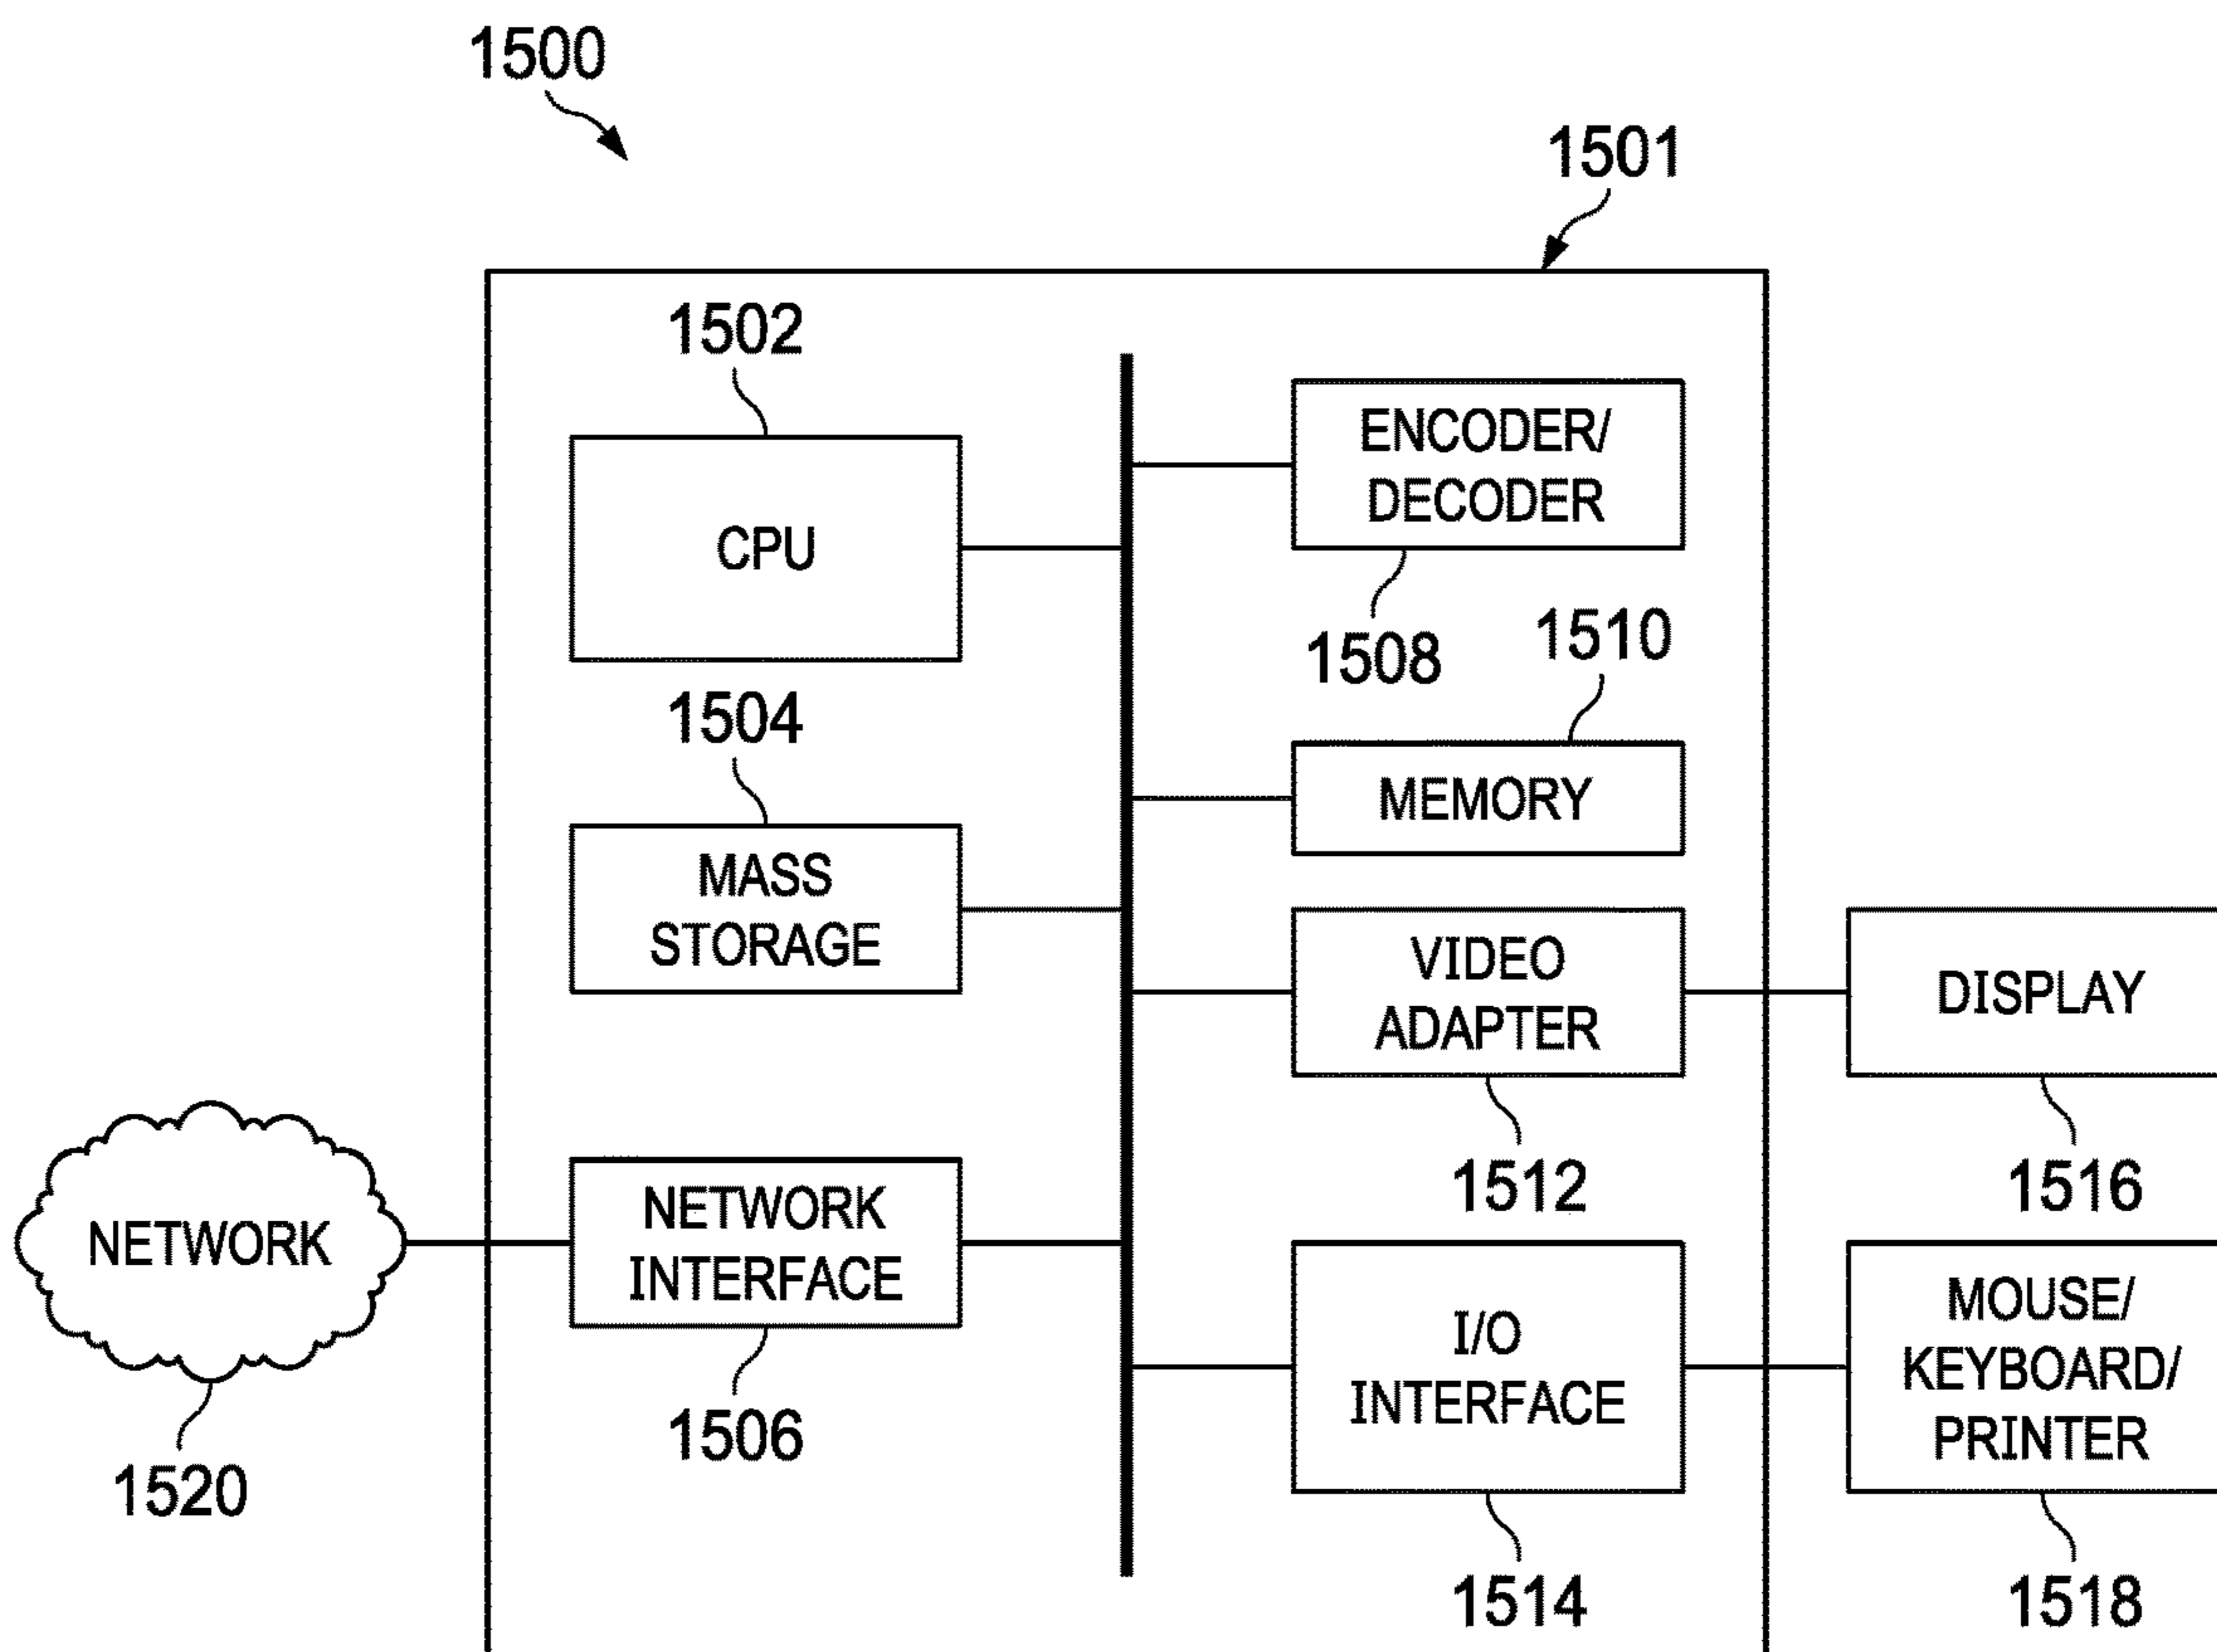 1500
1501
1502
CPU
ENCODER/
DECODER
1508
1510
1504
MEMORY
MASS
STORAGE
VIDEO
ADAPTER
DISPLAY
1512
1516
NETWORK
NETWORK
INTERFACE
1506
1520
I/O
INTERFACE
MOUSE/
KEYBOARD/
PRINTER
1514
1518